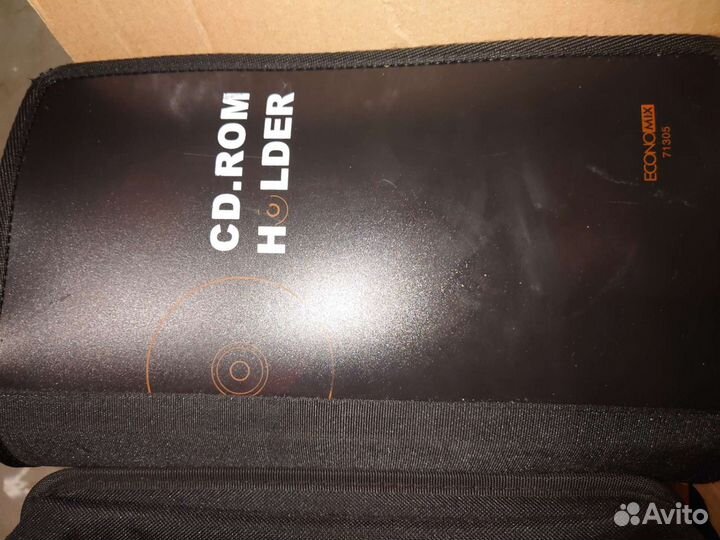 CD.ROM
HOLDER
ECONOMIX
71305
Avito